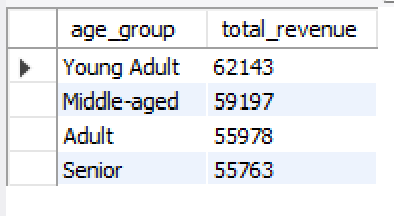 age_group total_revenue
Young Adult 62143
Middle-aged 59197
Adult 55978
Senior 55763